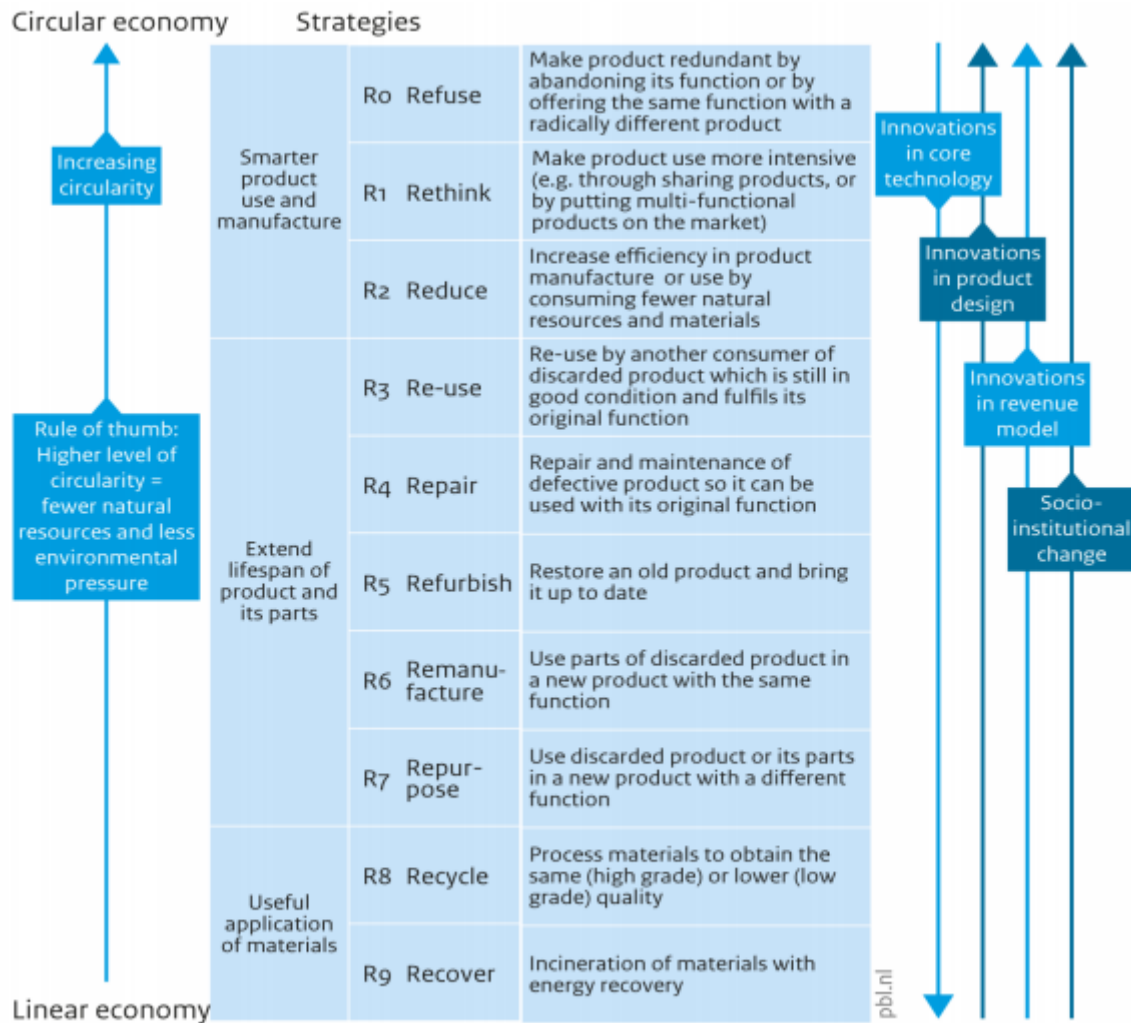 Circular economy
Strategies
Increasing
circularity
Rule of thumb:
Higher level of
circularity =
fewer natural
resources and less
environmental
pressure
Linear economy
Smarter
product
use and
manufacture
R0 Refuse
Make product redundant by
abandoning its function or by
offering the same function with a
radically different product
R1 Rethink
Make product use more intensive
(e.g. through sharing products, or
by putting multi-functional
products on the market)
R2 Reduce
Increase efficiency in product
manufacture or use by
consuming fewer natural
resources and materials
Extend
lifespan of
product and
its parts
R3 Re-use
Re-use by another consumer of
discarded product which is still in
good condition and fulfils its
original function
R4 Repair
Repair and maintenance of
defective product so it can be
used with its original function
R5 Refurbish
Restore an old product and bring
it up to date
R6 Remanu-
facture
Use parts of discarded product in
a new product with the same
function
R7 Repur-
pose
Use discarded product or its parts
in a new product with a different
function
Useful
application
of materials
R8 Recycle
Process materials to obtain the
same (high grade) or lower (low
grade) quality
R9 Recover
Incineration of materials with
energy recovery
Innovations
in core
technology
Innovations
in product
design
Innovations
in revenue
model
Socio-
institutional
change
pbl.nl